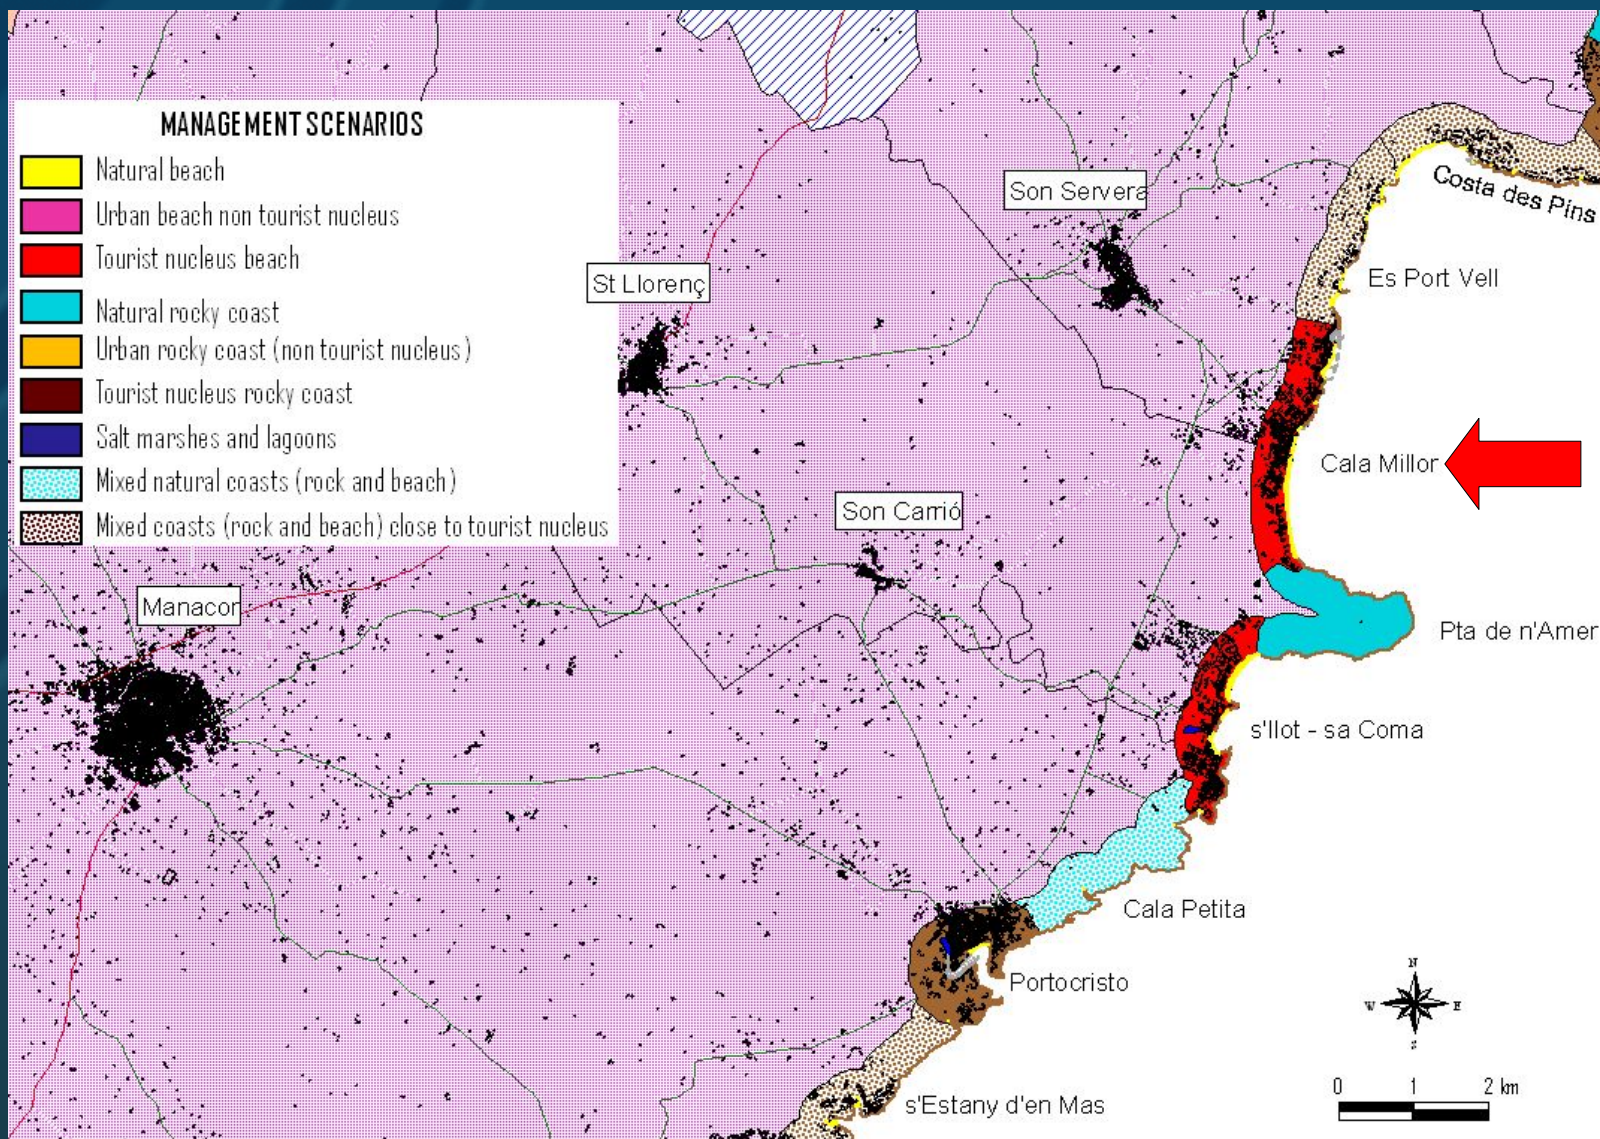 MANAGEMENT SCENARIOS
Natural beach
Urban beach non tourist nucleus
Tourist nucleus beach
Natural rocky coast
Urban rocky coast (non tourist nucleus)
Tourist nucleus rocky coast
Salt marshes and lagoons
Mixed natural coasts (rock and beach)
Mixed coasts (rock and beach) close to tourist nucleus
Son Servera
Costa des Pins
St Llorenç
Es Port Vell
Cala Millor
Son Carrió
Manacor
Pta de n'Amer
s'Illot - sa Coma
Cala Petita
Portocristo
s'Estany d'en Mas
N
W E
S
0 1 2 km